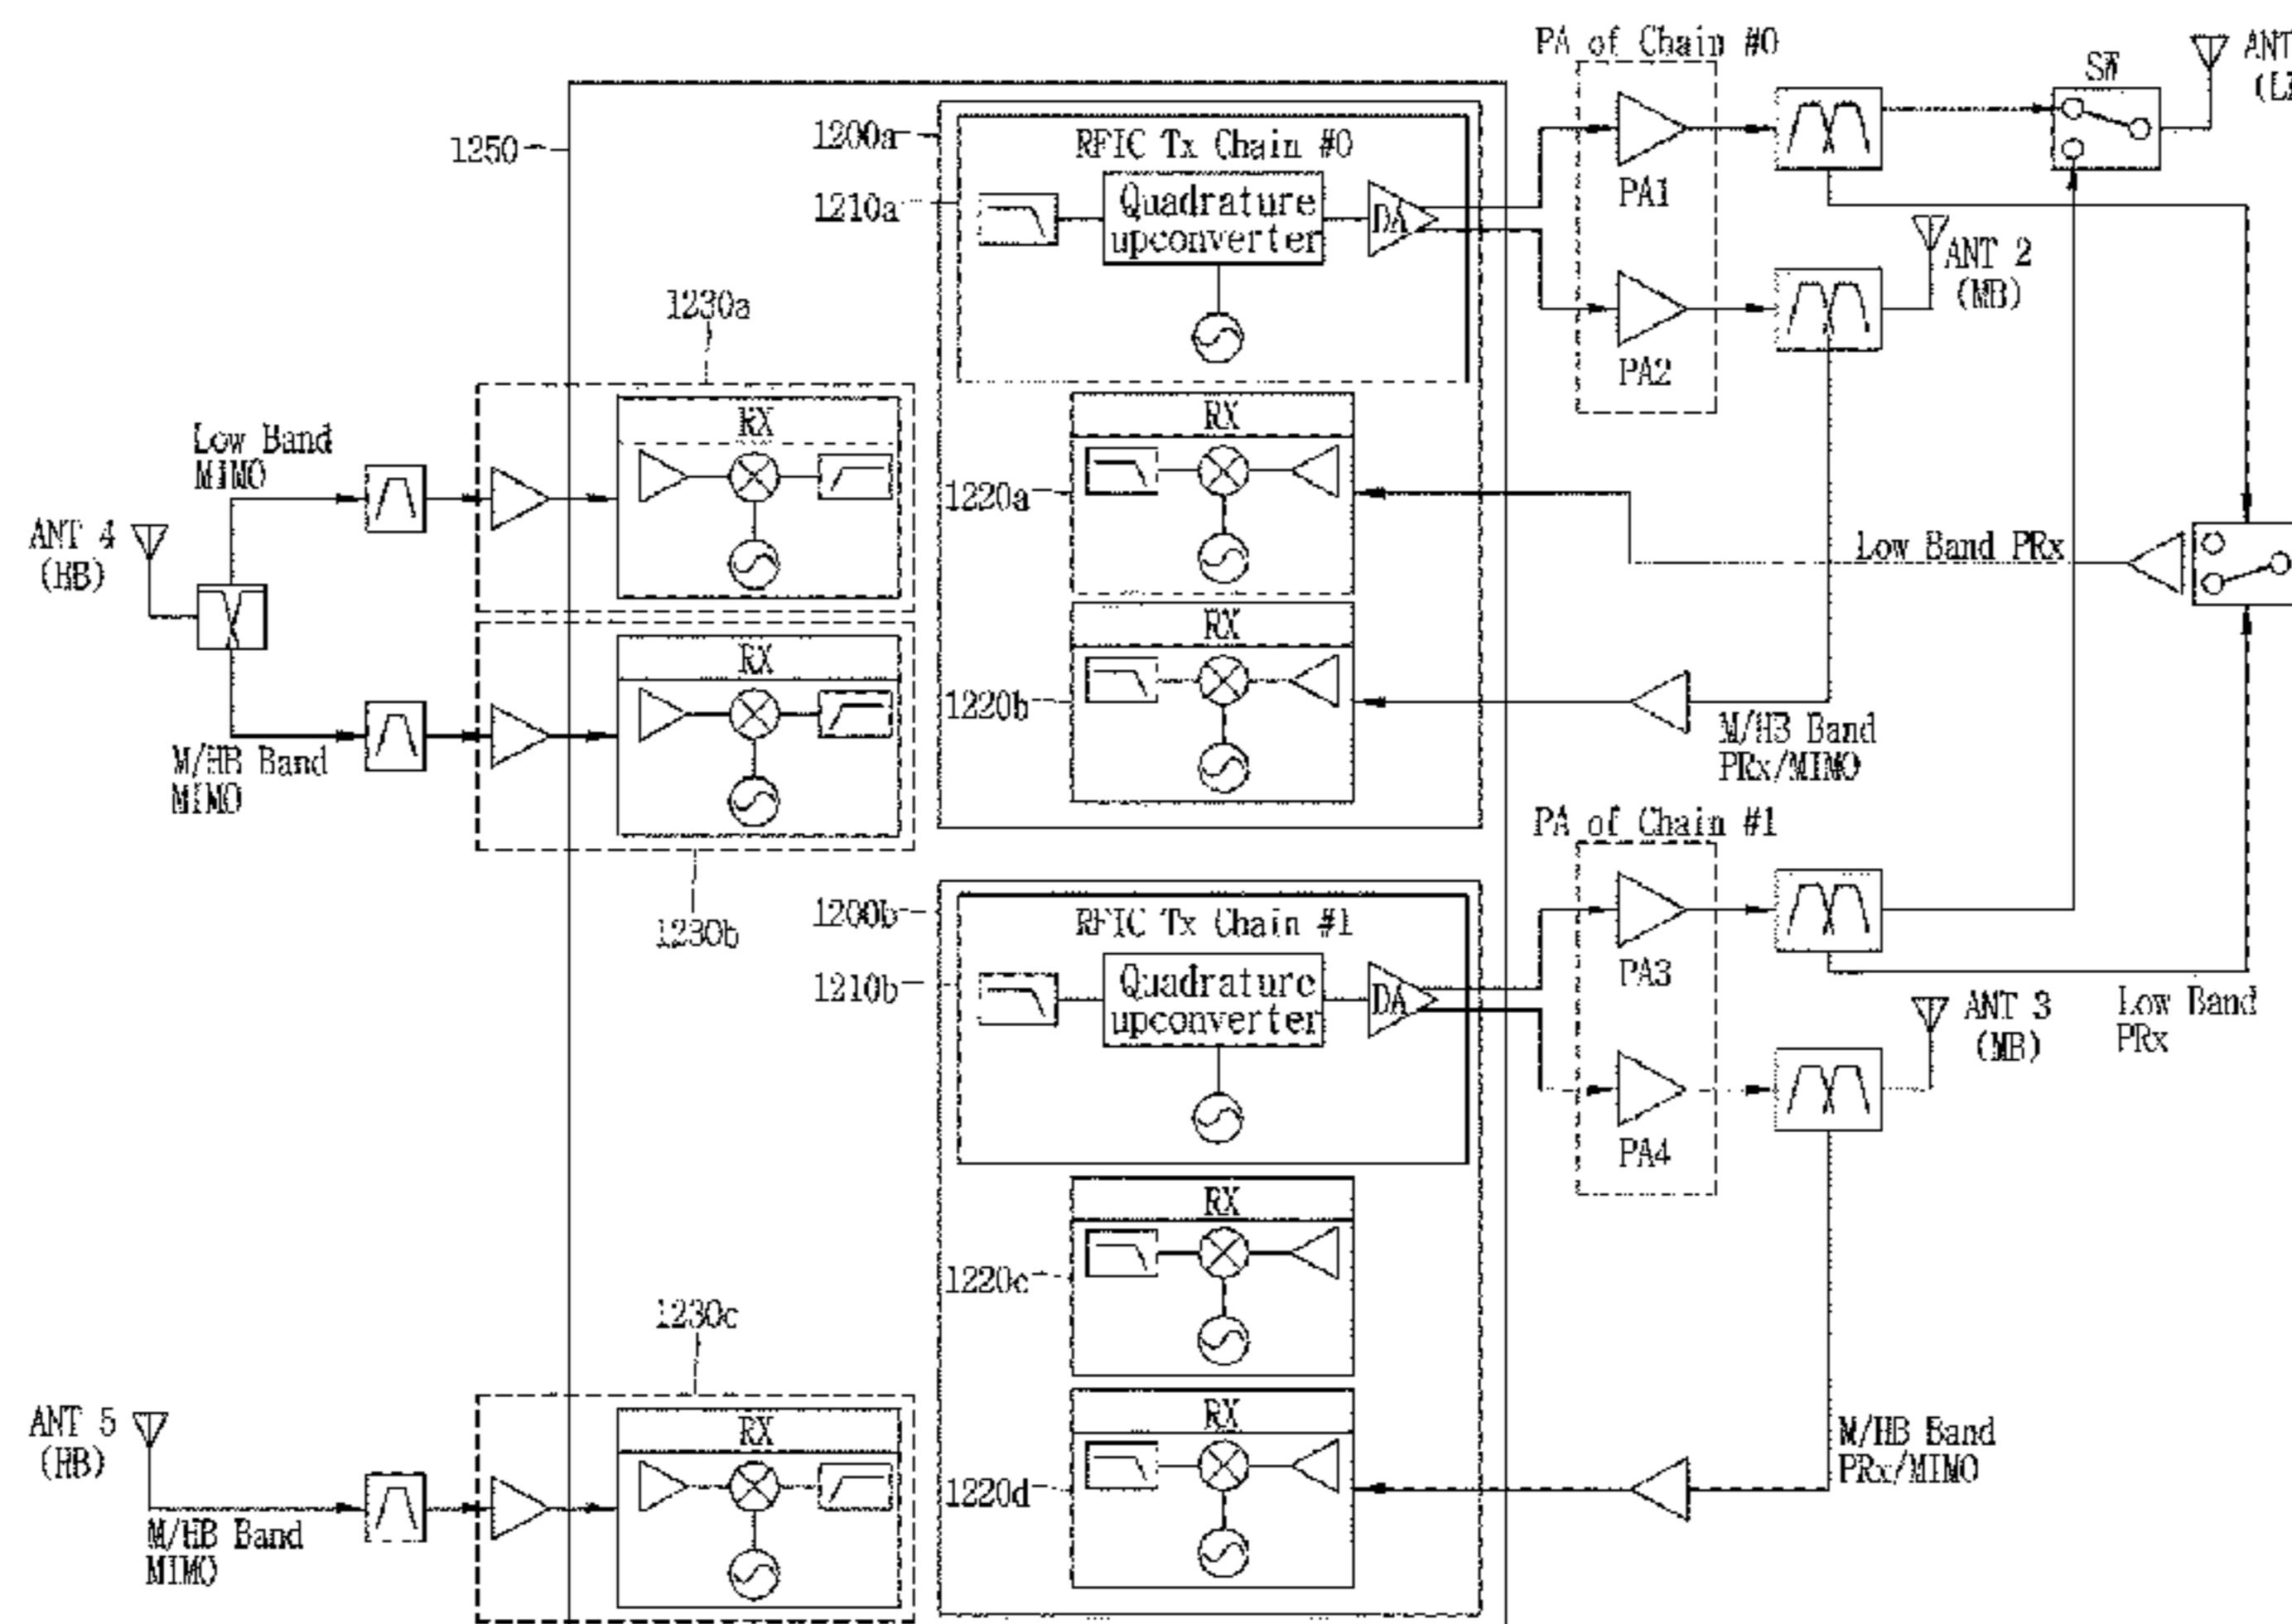 PA of Chain #0
SW
ANT
1250
1200a
RFIC Tx Chain #0
1210a
Quadrature
upconverter
DA
PA1
PA2
ANT 2
(MB)
1230a
RX
Low Band
MIMO
ANT 4
(HB)
RX
1220a
Low Band PRx
RX
1220b
M/HB Band
PRx/MIMO
RX
M/HB Band
MIMO
1230b
PA of Chain #1
1200b
RFIC Tx Chain #1
1210b
Quadrature
upconverter
DA
PA3
PA4
ANT 3
(MB)
Low Band
PRx
RX
1220c
1230c
ANT 5
(HB)
RX
M/HB Band
MIMO
RX
1220d
M/HB Band
PRx/MIMO